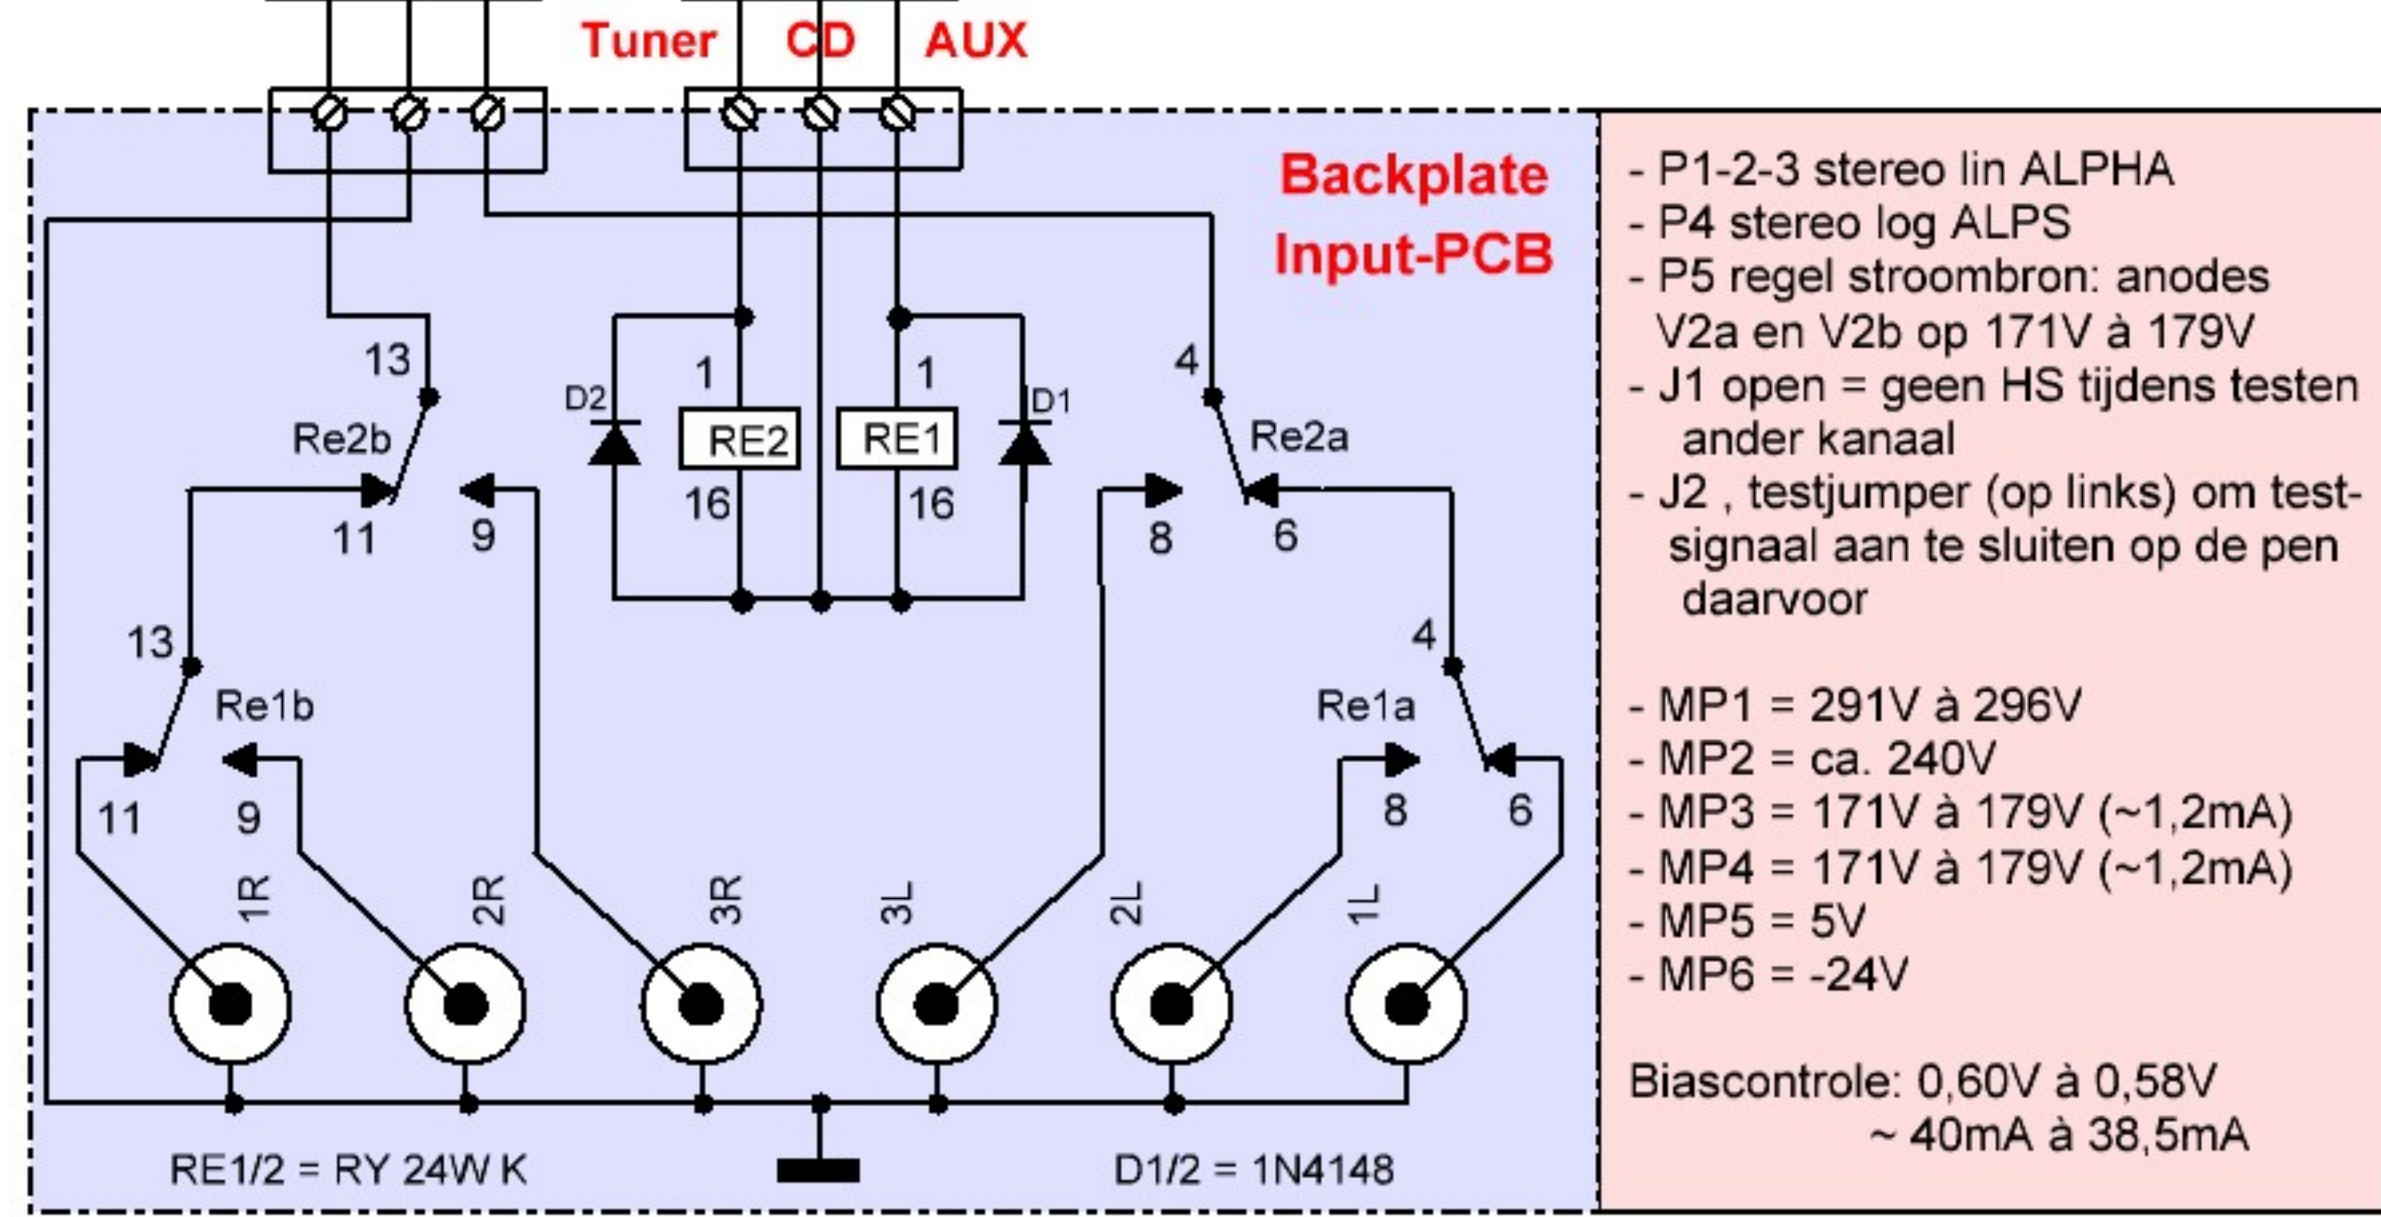 Tuner CD AUX
Backplate
Input-PCB
13
1
1
4
D2
D1
Re2b
RE2
RE1
Re2a
16
16
11
9
8
6
13
4
Re1b
Re1a
11
9
8
6
1R
2R
3R
3L
2L
1L
RE1/2 = RY 24W K
D1/2 = 1N4148
- P1-2-3 stereo lin ALPHA
- P4 stereo log ALPS
- P5 regel stroombron: anodes
V2a en V2b op 171V à 179V
- J1 open = geen HS tijdens testen
ander kanaal
- J2 , testjumper (op links) om test-
signaal aan te sluiten op de pen
daarvoor
- MP1 = 291V à 296V
- MP2 = ca. 240V
- MP3 = 171V à 179V (~1,2mA)
- MP4 = 171V à 179V (~1,2mA)
- MP5 = 5V
- MP6 = -24V
Biascontrole: 0,60V à 0,58V
~ 40mA à 38,5mA